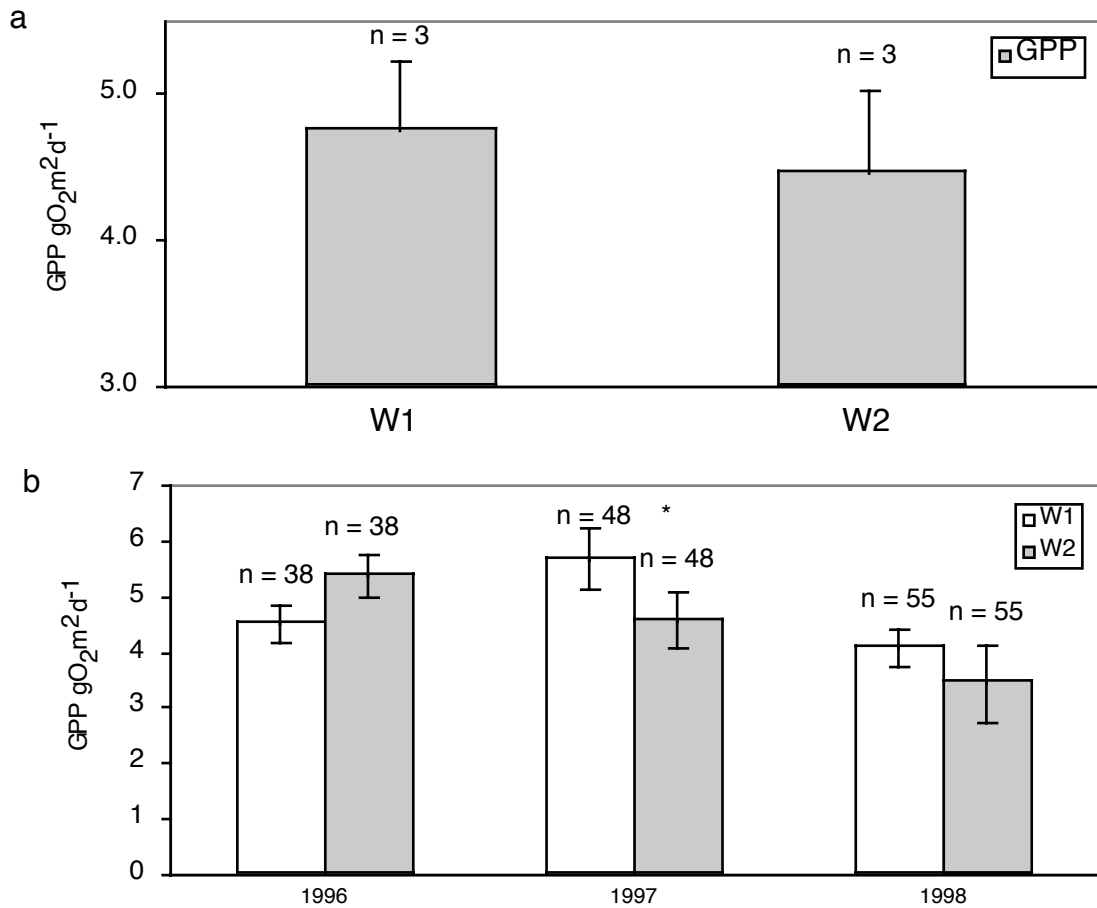 a
n = 3
n = 3
GPP
5.0
4.0
3.0
GPP gO2m2d-1
W1
W2
b
7
6
5
4
3
2
1
0
GPP gO2m2d-1
n = 38
n = 38
n = 48
*
n = 48
n = 55
n = 55
W1
W2
1996
1997
1998